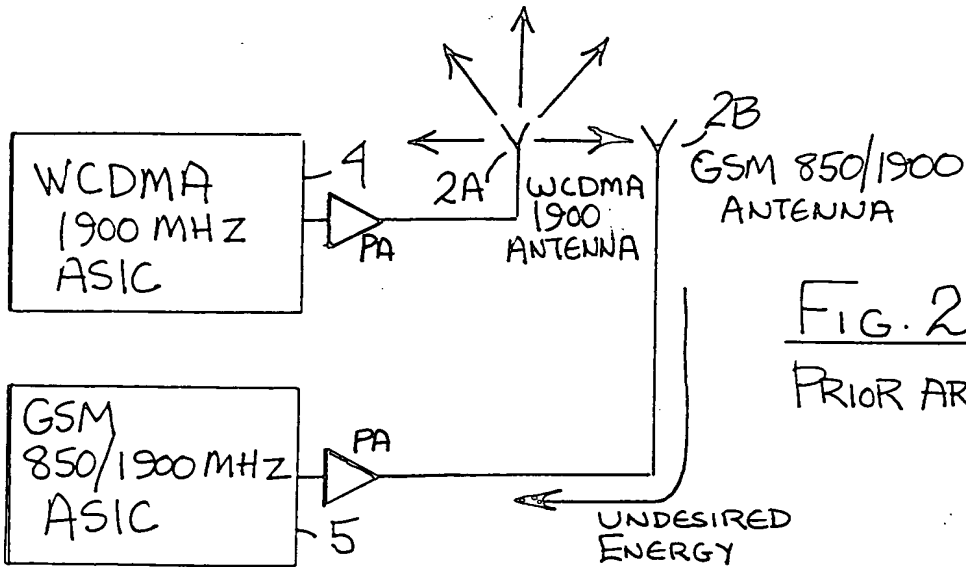 WCDMA
1900 MHZ
ASIC
4
PA
2A
WCDMA
1900
ANTENNA
2B
GSM 850/1900
ANTENNA
FIG. 2
PRIOR AR
GSM
850/1900 MHZ
ASIC
5
PA
UNDESIRED
ENERGY